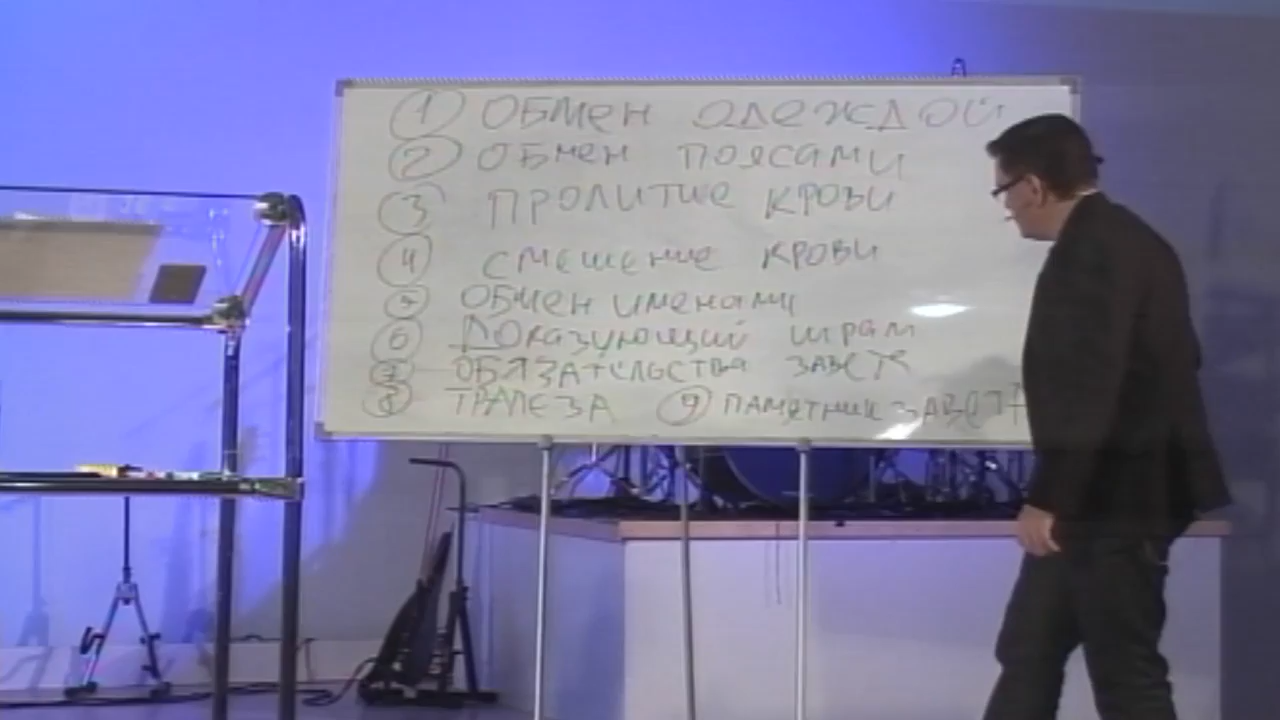 1 ОБМЕН ОДЕЖДОЙ
2 ОБМЕН ПОЯСАМИ
3 ПРОЛИТИЕ КРОВИ
4 СМЕШЕНИЕ КРОВИ
5 ОБМЕН ИМЕНАМИ
6 ДОКАЗУЮЩИЙ ШРАМ
7 ОБЯЗАТЕЛЬСТВА
8 ТРАПЕЗА 9 ПАМЯТНИК ЗАВЕТА